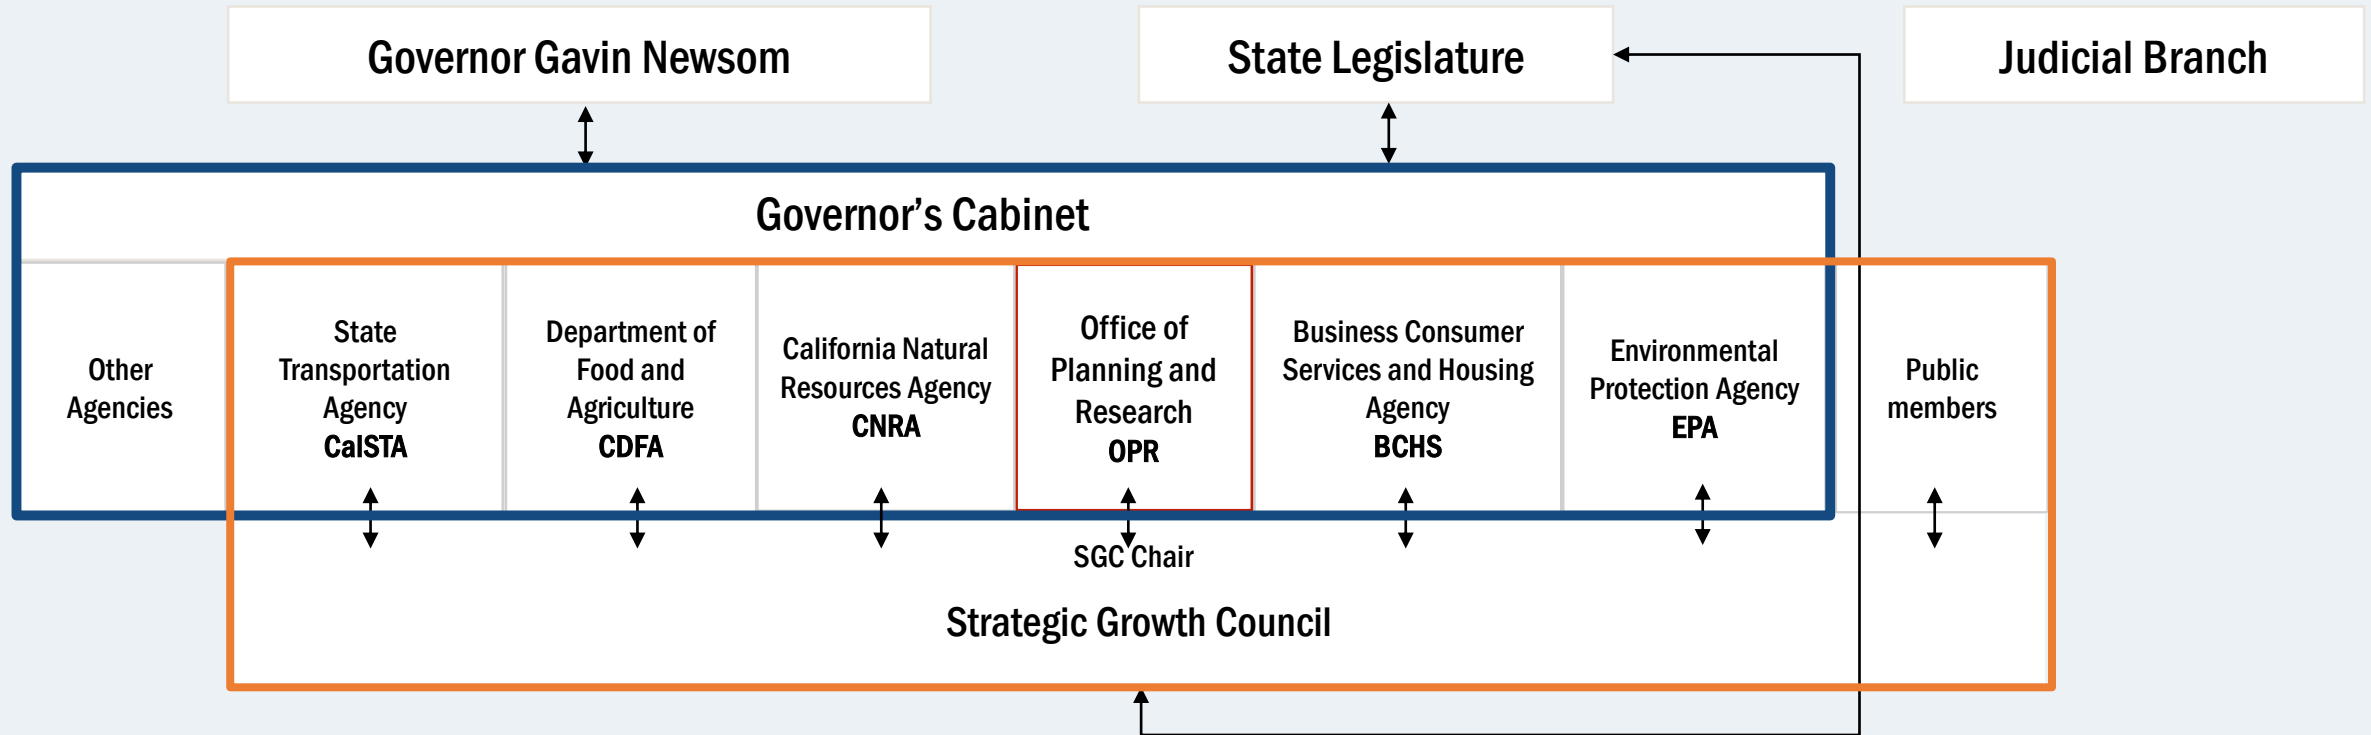 Governor Gavin Newsom
State Legislature
Judicial Branch
Governor’s Cabinet
Other
Agencies
State
Transportation
Agency
CalSTA
Department of
Food and
Agriculture
CDFA
California Natural
Resources Agency
CNRA
Office of
Planning and
Research
OPR
Business Consumer
Services and Housing
Agency
BCHS
Environmental
Protection Agency
EPA
Public
members
SGC Chair
Strategic Growth Council